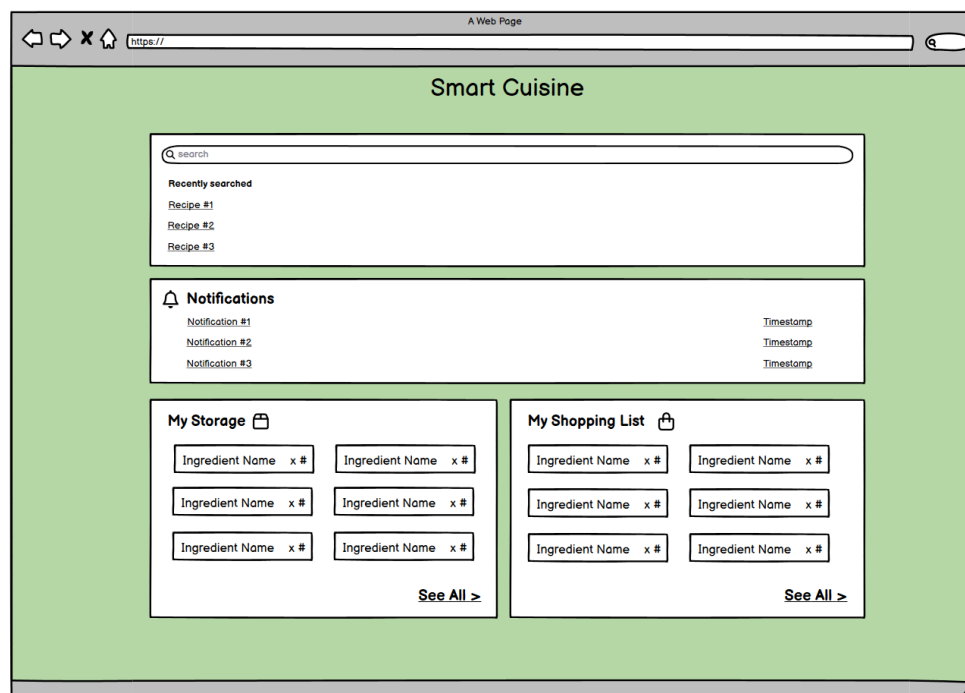 A Web Page
https://
Smart Cuisine
search
Recently searched
Recipe #1
Recipe #2
Recipe #3
Notifications
Notification #1 Timestamp
Notification #2 Timestamp
Notification #3 Timestamp
My Storage
Ingredient Name x # Ingredient Name x #
Ingredient Name x # Ingredient Name x #
Ingredient Name x # Ingredient Name x #
See All >
My Shopping List
Ingredient Name x # Ingredient Name x #
Ingredient Name x # Ingredient Name x #
Ingredient Name x # Ingredient Name x #
See All >